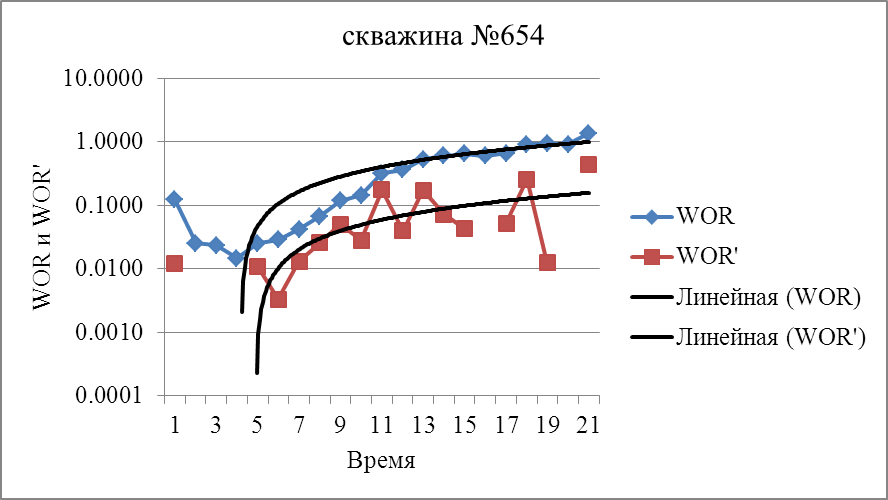 скважина №654
10.0000
1.0000
0.1000
0.0100
0.0010
0.0001
WOR и WOR'
1 3 5 7 9 11 13 15 17 19 21
Время
WOR
WOR'
Линейная (WOR)
Линейная (WOR')